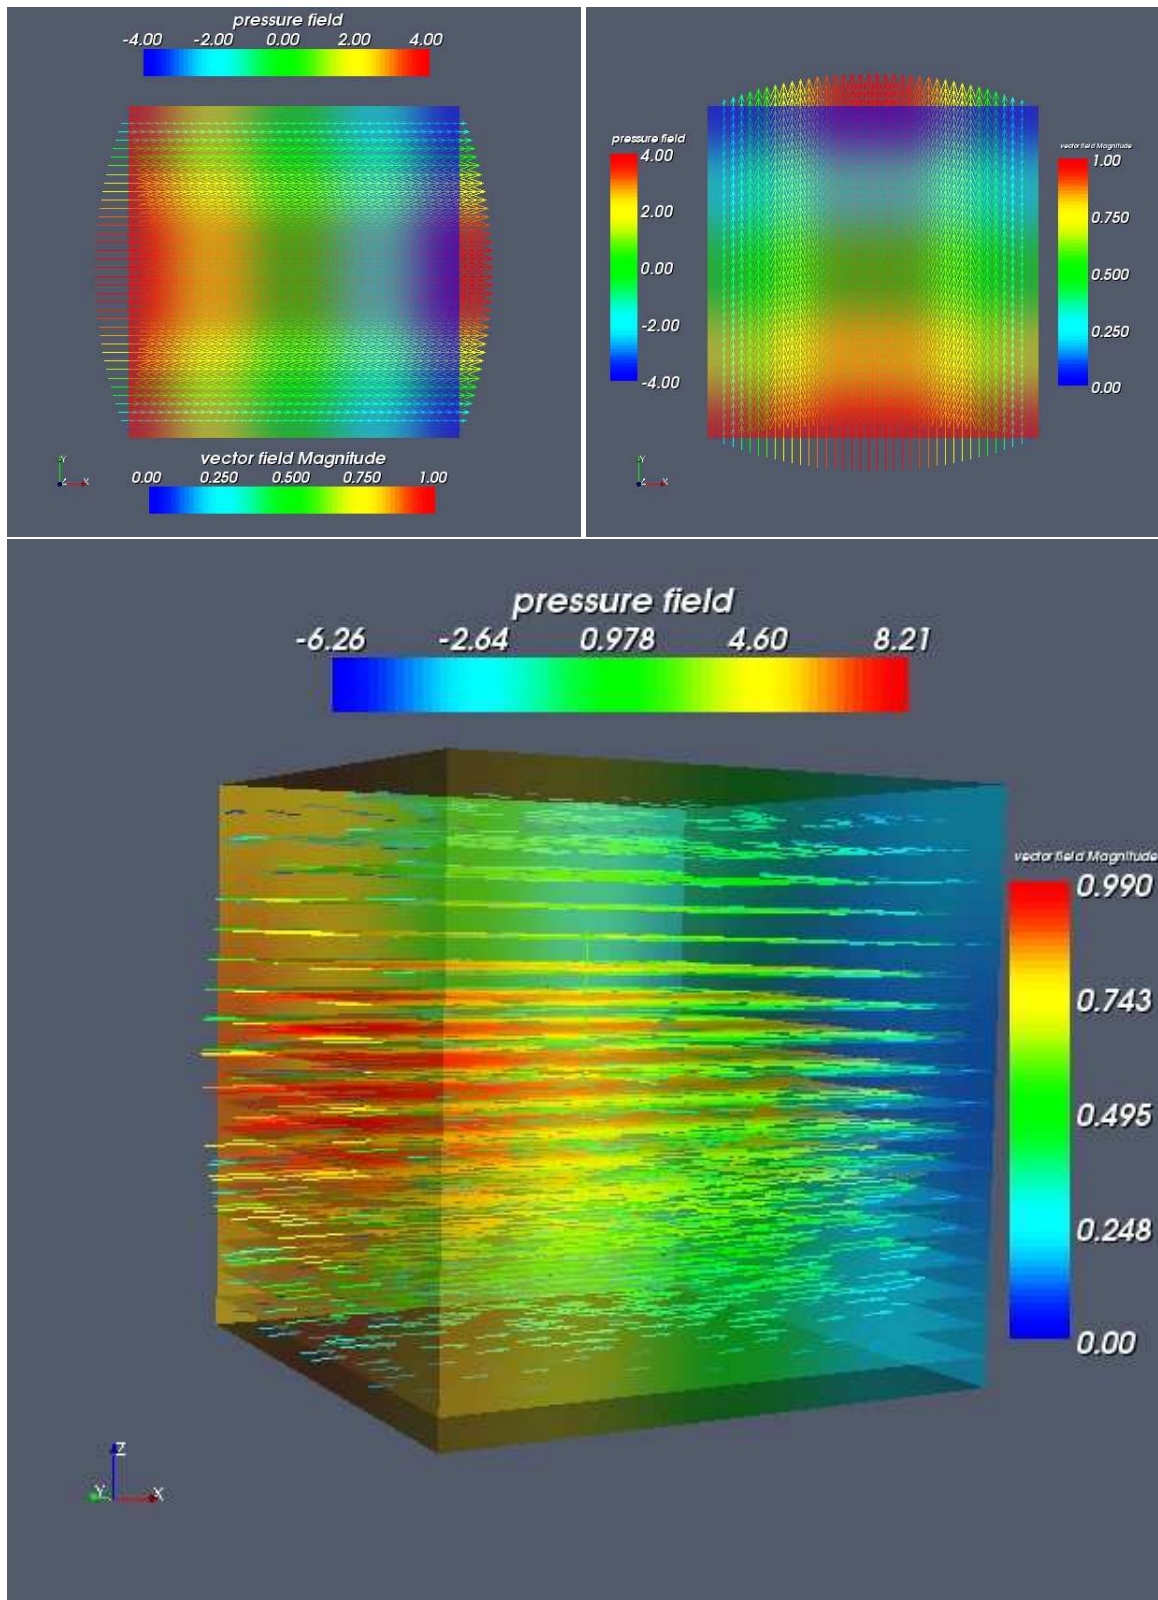 pressure field
-4.00 -2.00 0.00 2.00 4.00
vector field Magnitude
0.00 0.250 0.500 0.750 1.00
Y
Z X
pressure field
4.00
2.00
0.00
-2.00
-4.00
vector field Magnitude
1.00
0.750
0.500
0.250
0.00
Y
Z X
pressure field
-6.26 -2.64 0.978 4.60 8.21
vector field Magnitude
0.990
0.743
0.495
0.248
0.00
Z
Y X